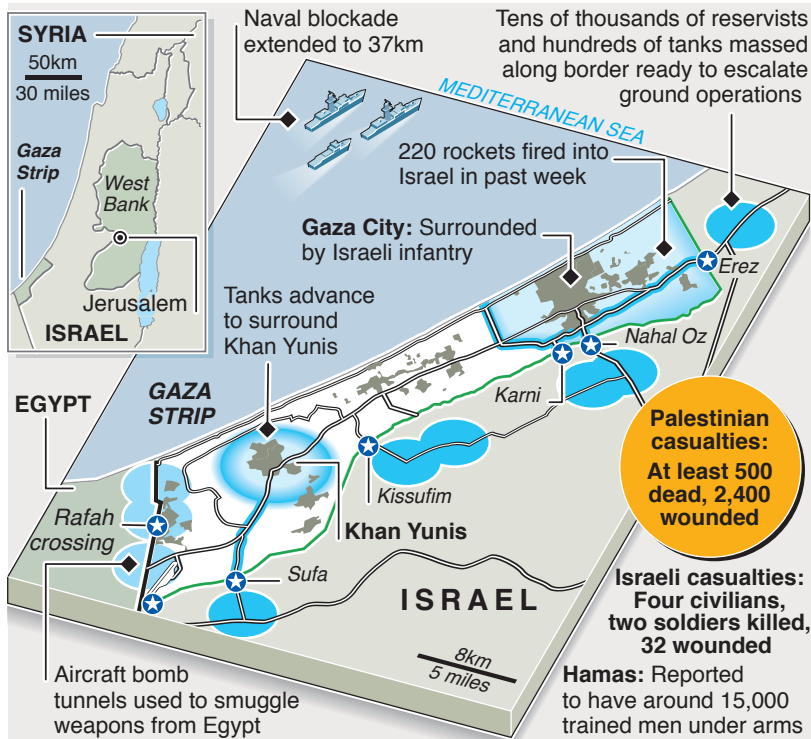 SYRIA
50km
30 miles
Gaza
Strip
West
Bank
Jerusalem
ISRAEL
Naval blockade
extended to 37km
Tens of thousands of reservists
and hundreds of tanks massed
along border ready to escalate
ground operations
MEDITERRANEAN SEA
220 rockets fired into
Israel in past week
Gaza City: Surrounded
by Israeli infantry
Erez
Tanks advance
to surround
Khan Yunis
Nahal Oz
Karni
EGYPT
GAZA
STRIP
Palestinian
casualties:
At least 500
dead, 2,400
wounded
Kissufim
Rafah
crossing
Khan Yunis
Sufa
ISRAEL
Israeli casualties:
Four civilians,
two soldiers killed,
32 wounded
8km
5 miles
Aircraft bomb
tunnels used to smuggle
weapons from Egypt
Hamas: Reported
to have around 15,000
trained men under arms